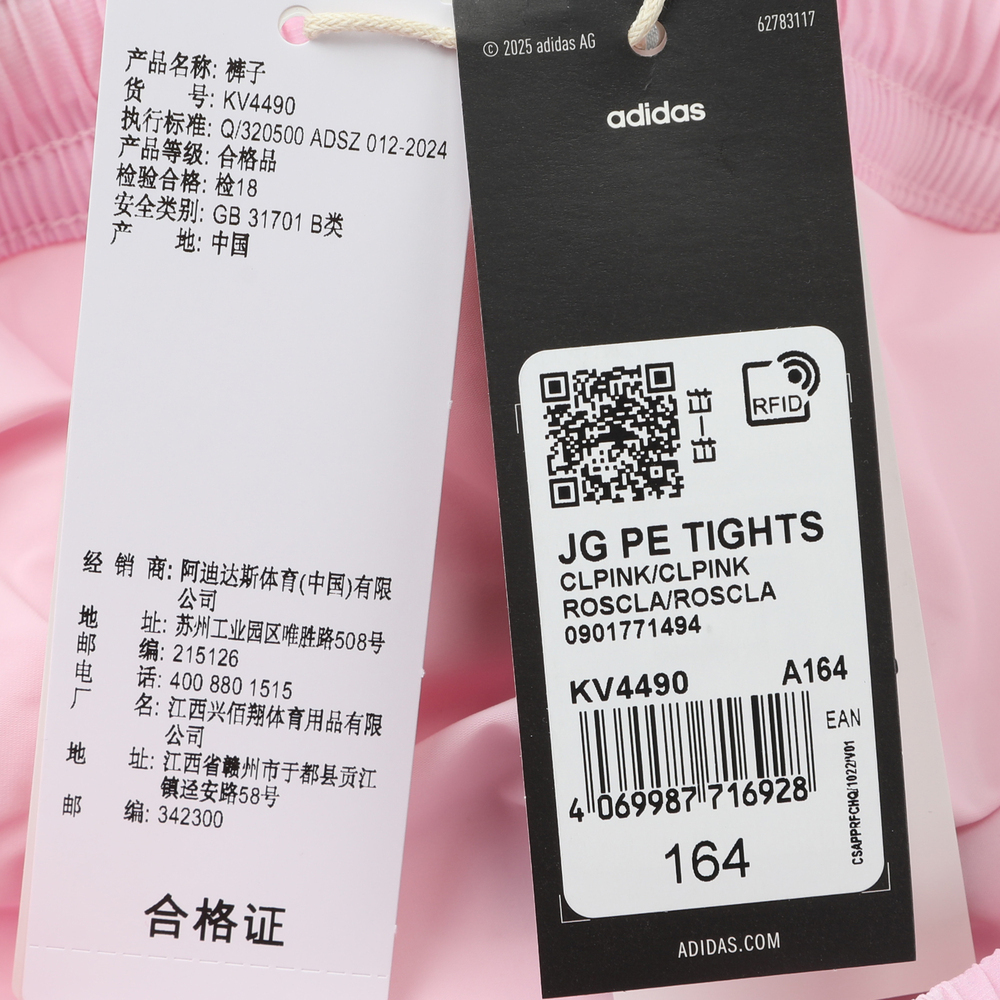 产品名称: 裤子
货 号: KV4490
执行标准: Q/320500 ADSZ 012-2024
产品等级: 合格品
检验合格: 检18
安全类别: GB 31701 B类
产 地: 中国
经 销 商: 阿迪达斯体育(中国)有限
公司
地 址: 苏州工业园区唯胜路508号
邮 编: 215126
电 话: 400 880 1515
厂 名: 江西兴佰翔体育用品有限
公司
地 址: 江西省赣州市于都县贡江
镇迳安路58号
邮 编: 342300
合格证
© 2025 adidas AG
62783117
adidas
扫一扫
RFID
JG PE TIGHTS
CLPINK/CLPINK
ROSCLA/ROSCLA
0901771494
KV4490 A164
EAN
4 069987 716928
CSAPPRFCHQ/1022/V01
164
ADIDAS.COM